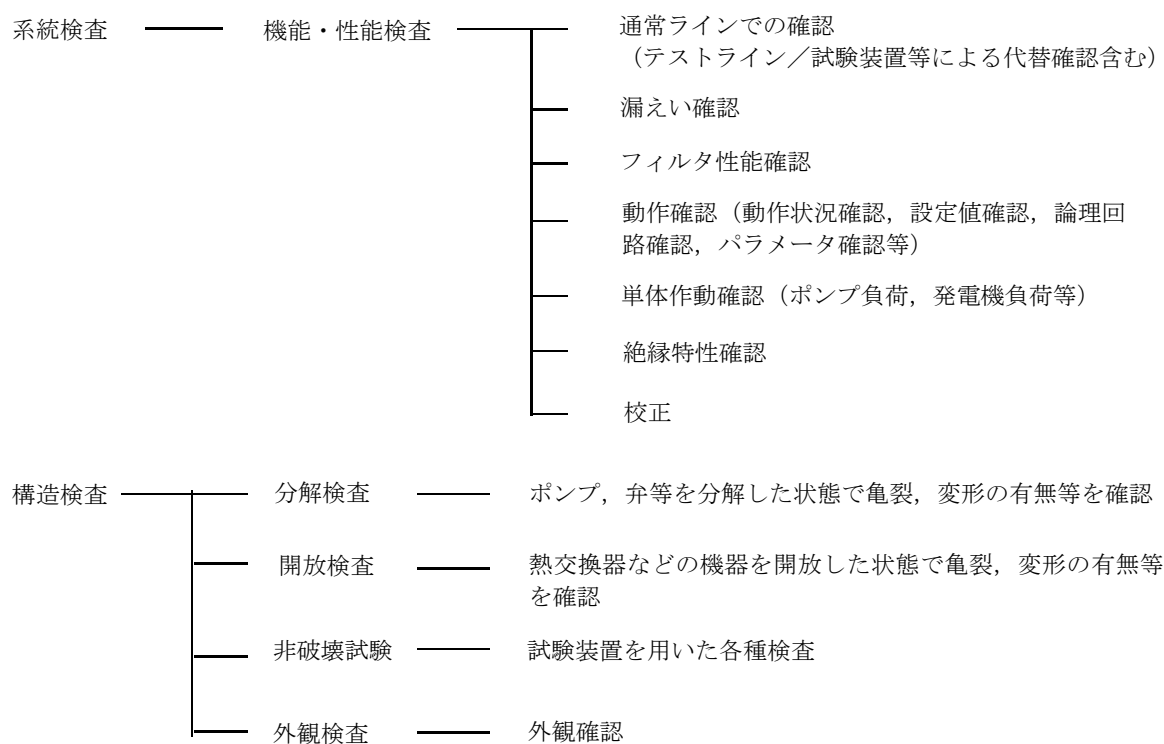 系統検査 機能・性能検査 通常ラインでの確認
（テストライン／試験装置等による代替確認含む）
漏えい確認
フィルタ性能確認
動作確認（動作状況確認，設定値確認，論理回
路確認，パラメータ確認等）
単体作動確認（ポンプ負荷，発電機負荷等）
絶縁特性確認
校正
構造検査 分解検査 ポンプ，弁等を分解した状態で亀裂，変形の有無等を確認
開放検査 熱交換器などの機器を開放した状態で亀裂，変形の有無等
を確認
非破壊試験 試験装置を用いた各種検査
外観検査 外観確認